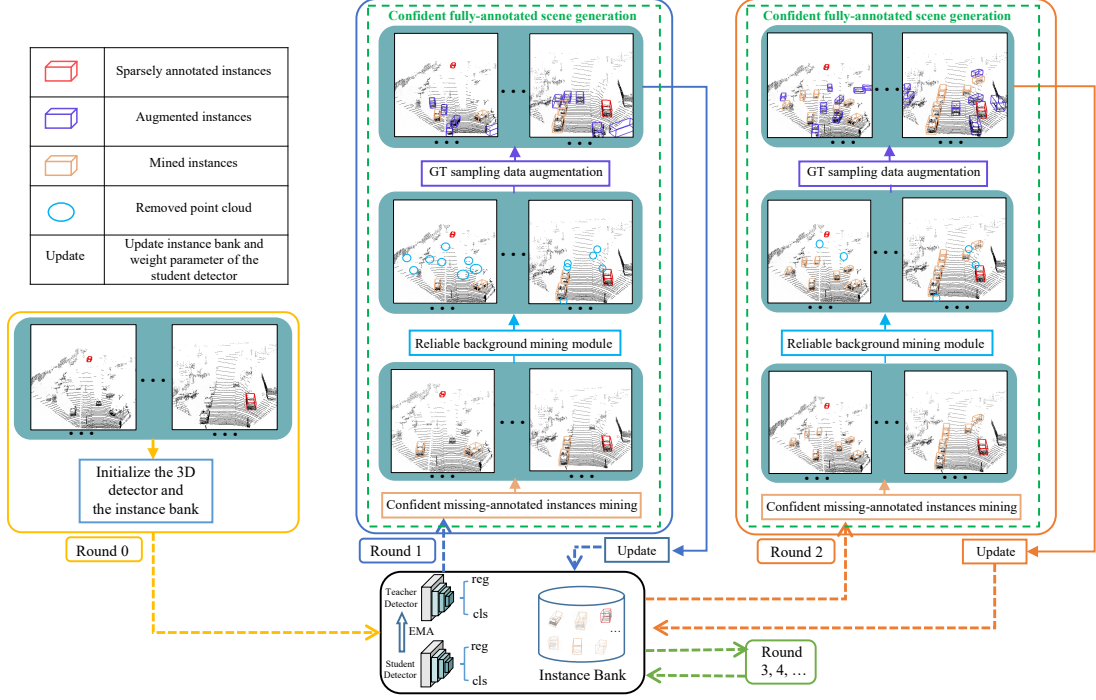 Sparsely annotated instances
Augmented instances
Mined instances
Removed point cloud
Update
Update instance bank and
weight parameter of the
student detector
• • •
• • •
• • •
Initialize the 3D
detector and
the instance bank
Round 0
Confident fully-annotated scene generation
• • •
• • •
• • •
GT sampling data augmentation
• • •
• • •
• • •
Reliable background mining module
• • •
• • •
• • •
Confident missing-annotated instances mining
Round 1
Update
Confident fully-annotated scene generation
• • •
• • •
• • •
GT sampling data augmentation
• • •
• • •
• • •
Reliable background mining module
• • •
• • •
• • •
Confident missing-annotated instances mining
Round 2
Update
Teacher
Detector
reg
cls
EMA
Student
Detector
reg
cls
...
Instance Bank
Round
3, 4, ...